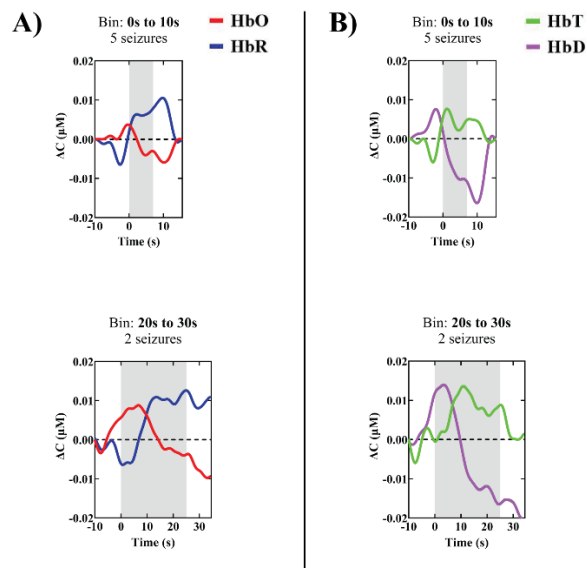 A)
Bin: 0s to 10s
5 seizures
HbO
HbR
0.02
0.01
0.00
-0.01
-0.02
ΔC (μM)
-10 0 10
Time (s)
Bin: 20s to 30s
2 seizures
0.02
0.01
0.00
-0.01
-0.02
ΔC (μM)
-10 0 10 20 30
Time (s)
B)
Bin: 0s to 10s
5 seizures
HbT
HbD
0.02
0.01
0.00
-0.01
-0.02
ΔC (μM)
-10 0 10
Time (s)
Bin: 20s to 30s
2 seizures
0.02
0.01
0.00
-0.01
-0.02
ΔC (μM)
-10 0 10 20 30
Time (s)